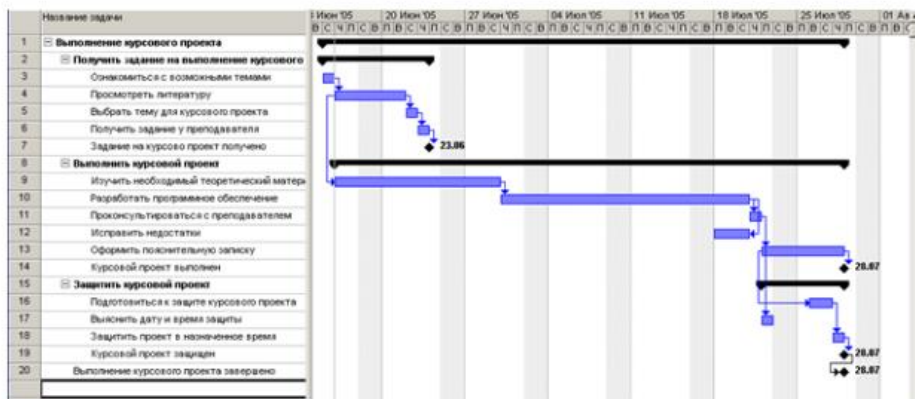 Название задачи
Июн '05 20 Июн '05 27 Июн '05 04 Июл '05 11 Июл '05 18 Июл '05 25 Июл '05 01 Ав
В С Ч П С В П В С Ч П С В П В С Ч П С В П В С Ч П С В П В С Ч П С В П В С Ч П С В П В С Ч П С В П В С
1 Выполнение курсового проекта
2 Получить задание на выполнение курсового
3 Ознакомиться с возможными темами
4 Просмотреть литературу
5 Выбрать тему для курсового проекта
6 Получить задание у преподавателя
7 Задание на курсово проект получено 23.06
8 Выполнить курсовой проект
9 Изучить необходимый теоретический матери
10 Разработать программное обеспечение
11 Проконсультироваться с преподавателем
12 Исправить недостатки
13 Оформить пояснительную записку
14 Курсовой проект выполнен 28.07
15 Защитить курсовой проект
16 Подготовиться к защите курсового проекта
17 Выяснить дату и время защиты
18 Защитить проект в назначенное время
19 Курсовой проект защищен 28.07
20 Выполнение курсового проекта завершено 28.07